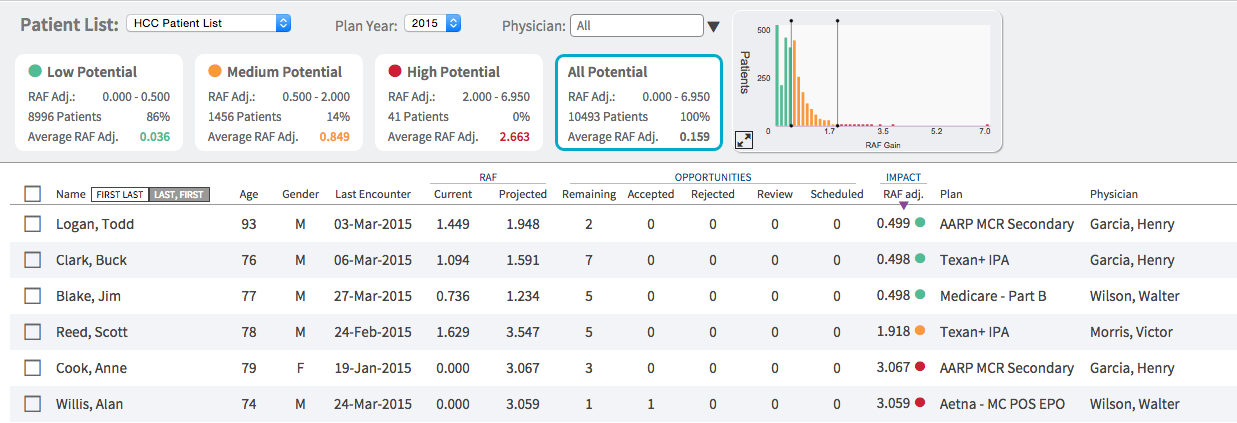 Patient List: HCC Patient List Plan Year: 2015 Physician: All
Low Potential
RAF Adj.: 0.000 - 0.500
8996 Patients 86%
Average RAF Adj. 0.036
Medium Potential
RAF Adj.: 0.500 - 2.000
1456 Patients 14%
Average RAF Adj. 0.849
High Potential
RAF Adj.: 2.000 - 6.950
41 Patients 0%
Average RAF Adj. 2.663
All Potential
RAF Adj.: 0.000 - 6.950
10493 Patients 100%
Average RAF Adj. 0.159
Patients
500
250
0 1.7 3.5 5.2 7.0
RAF Gain
RAF OPPORTUNITIES IMPACT
Name FIRST LAST LAST, FIRST Age Gender Last Encounter Current Projected Remaining Accepted Rejected Review Scheduled RAF adj. Plan Physician
Logan, Todd 93 M 03-Mar-2015 1.449 1.948 2 0 0 0 0 0.499 AARP MCR Secondary Garcia, Henry
Clark, Buck 76 M 06-Mar-2015 1.094 1.591 7 0 0 0 0 0.498 Texan+ IPA Garcia, Henry
Blake, Jim 77 M 27-Mar-2015 0.736 1.234 5 0 0 0 0 0.498 Medicare - Part B Wilson, Walter
Reed, Scott 78 M 24-Feb-2015 1.629 3.547 5 0 0 0 0 1.918 Texan+ IPA Morris, Victor
Cook, Anne 79 F 19-Jan-2015 0.000 3.067 3 0 0 0 0 3.067 AARP MCR Secondary Garcia, Henry
Willis, Alan 74 M 24-Mar-2015 0.000 3.059 1 1 0 0 0 3.059 Aetna - MC POS EPO Wilson, Walter